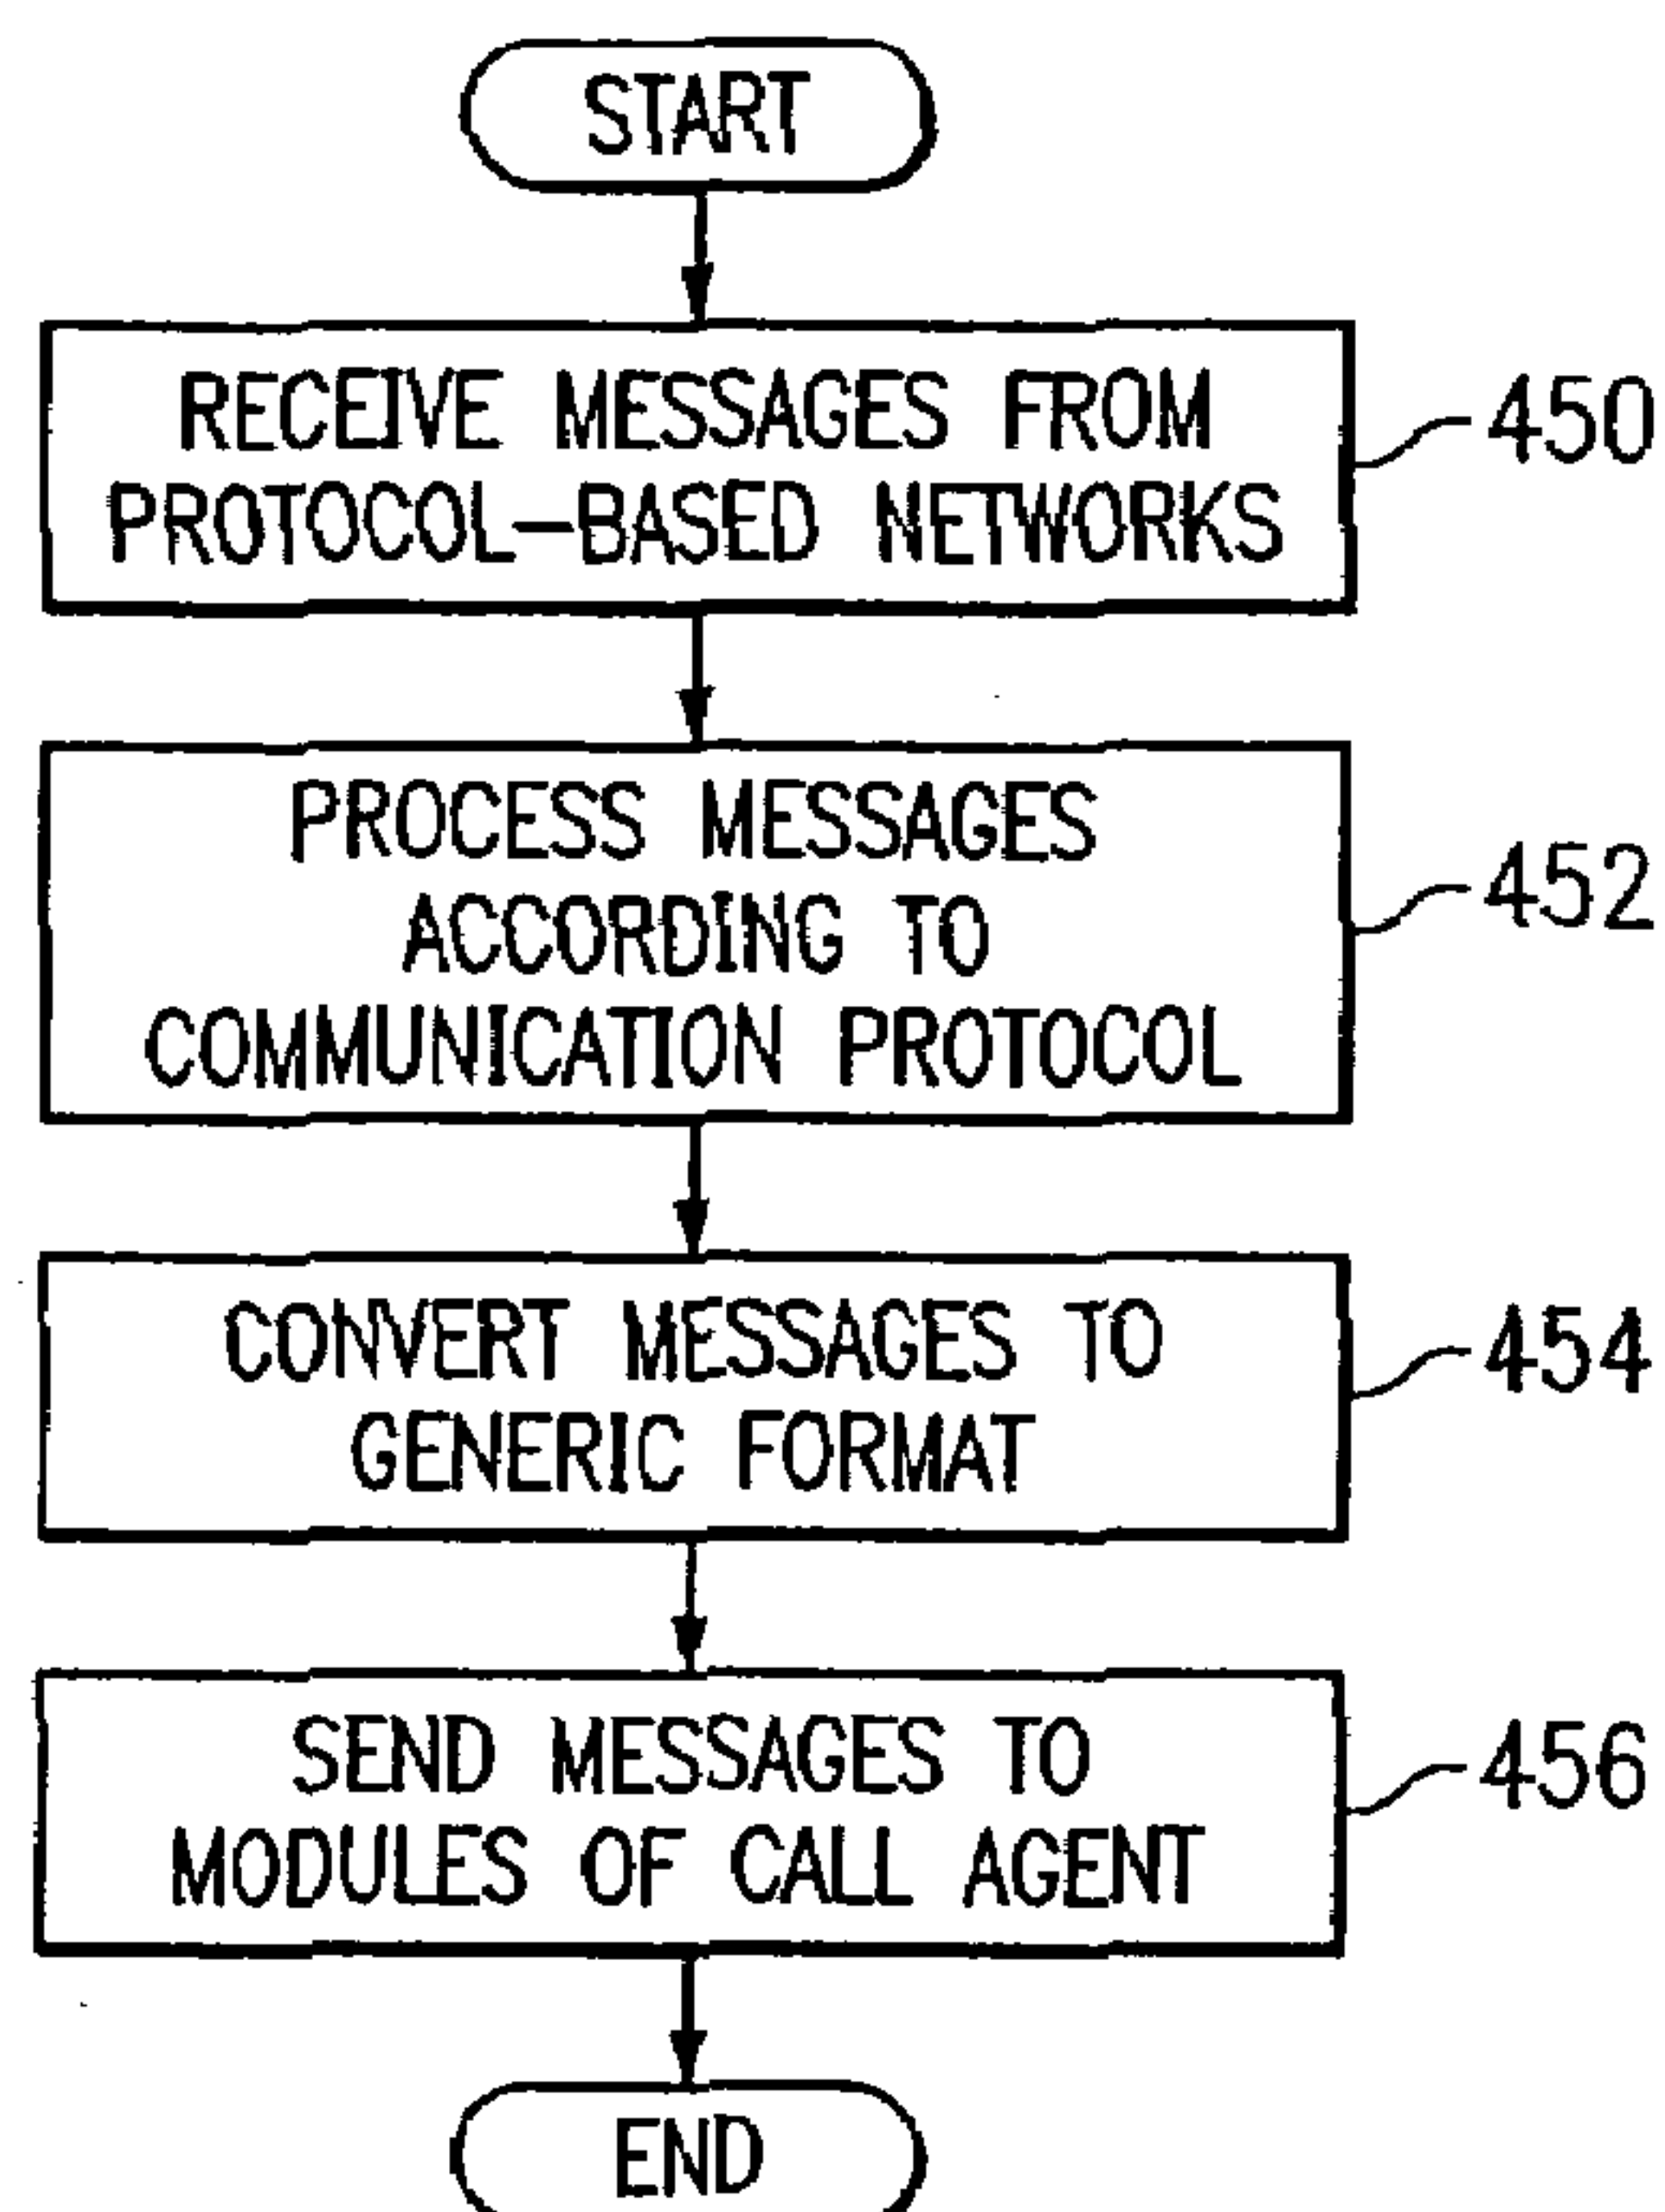 START
RECEIVE MESSAGES FROM
PROTOCOL-BASED NETWORKS
450
PROCESS MESSAGES
ACCORDING TO
COMMUNICATION PROTOCOL
452
CONVERT MESSAGES TO
GENERIC FORMAT
454
SEND MESSAGES TO
MODULES OF CALL AGENT
456
END